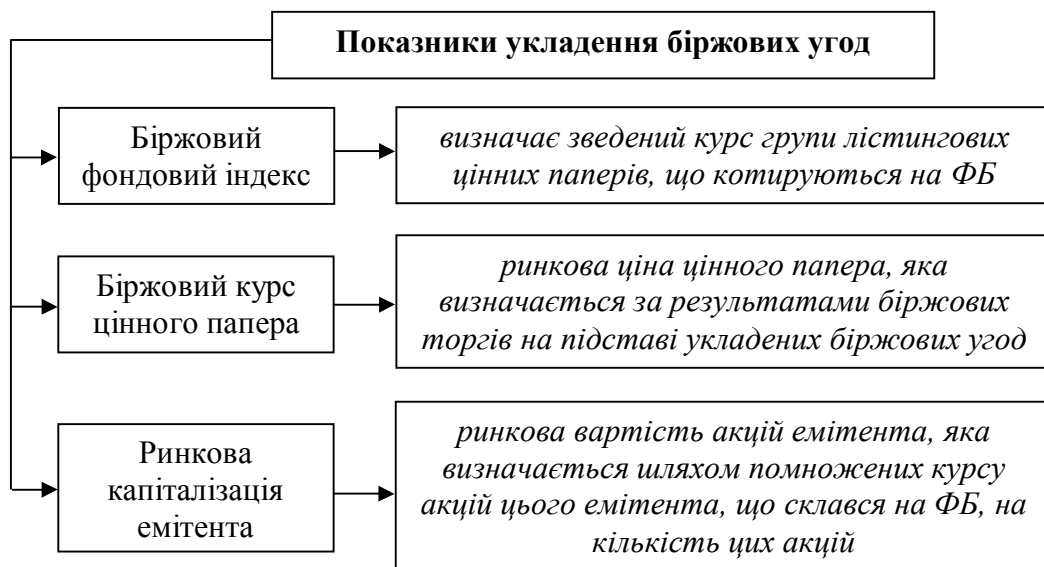 Показники укладення біржових угод
Біржовий
фондовий індекс
визначає зведений курс групи лістингових
цінних паперів, що котируються на ФБ
Біржовий курс
цінного папера
ринкова ціна цінного папера, яка
визначається за результатами біржових
торгів на підставі укладених біржових угод
Ринкова
капіталізація
емітента
ринкова вартість акцій емітента, яка
визначається шляхом помножених курсу
акцій цього емітента, що склався на ФБ, на
кількість цих акцій